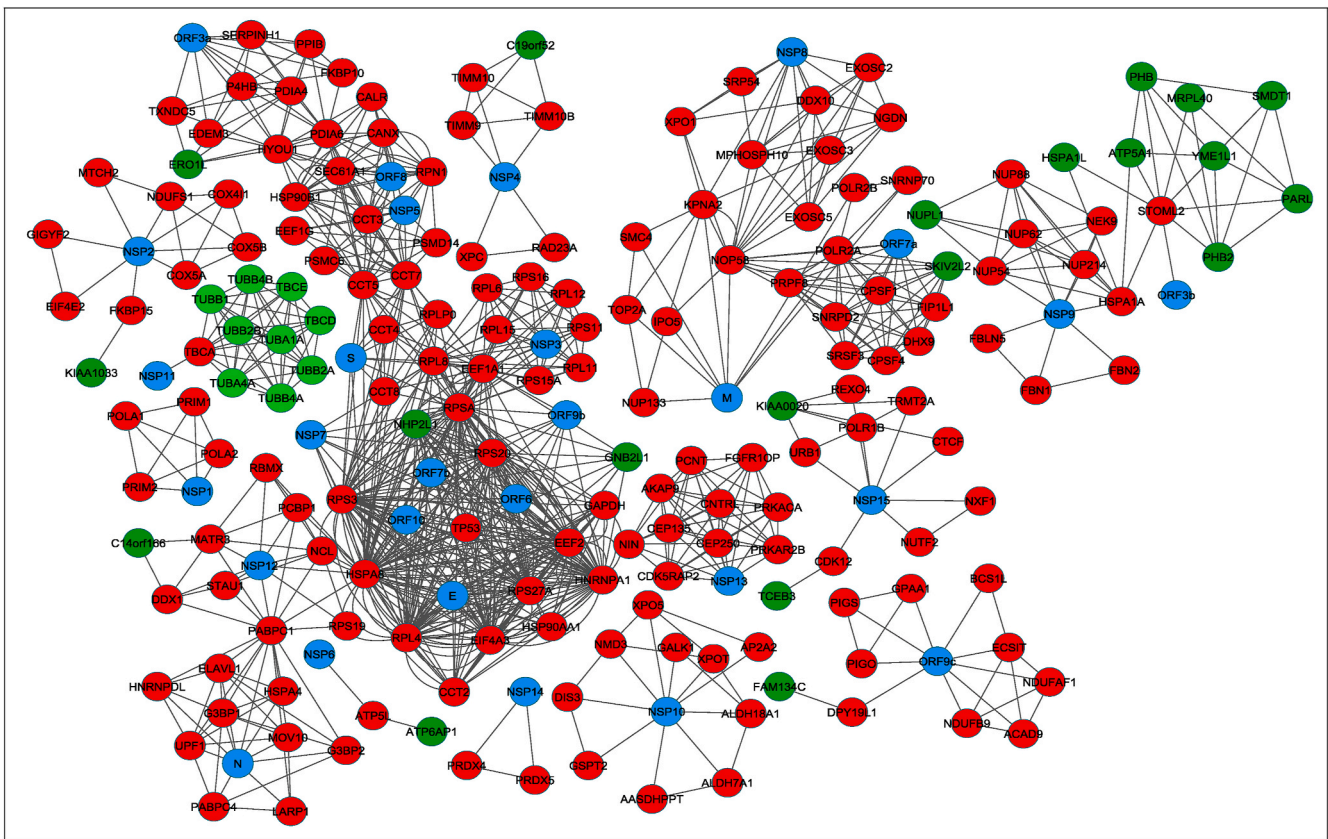 ORF3a
SERPINH1
PPIB
FKBP10
P4HB
PDIA4
CALR
TXNDC5
EDEM3
PDIA6
CANX
ERO1L
HYOU1
SEC61A1
ORF8
RPN1
HSP90B1
NSP5
CCT3
EEF1G
PSMD14
PSMC6
CCT7
CCT5
C19orf52
TIMM10
TIMM9
TIMM10B
NSP4
XPC
RAD23A
MTCH2
NDUFS1
COX4I1
GIGYF2
NSP2
COX5B
COX5A
EIF4E2
FKBP15
KIAA1033
TUBB4B
TBCE
TUBB1
TUBB2B
TBCD
TUBA1A
TBCA
TUBB2A
TUBA4A
TUBB4A
NSP11
NSP8
EXOSC2
SRP54
DDX10
XPO1
NGDN
EXOSC3
MPHOSPH10
POLR2B
SNRNP70
KPNA2
EXOSC5
SMC4
NOP58
POLR2A
ORF7a
SKIV2L2
PRPF8
CPSF1
FIP1L1
TOP2A
IPO5
SNRPD2
DHX9
SRSF3
CPSF4
NUP133
M
PHB
MRPL40
SMDT1
HSPA1L
ATP5A1
YME1L1
NUP88
PARL
NUPL1
NEK9
STOML2
NUP62
PHB2
NUP54
NUP214
HSPA1A
ORF3b
NSP9
FBLN5
FBN2
FBN1
RPS16
RPL6
RPL12
RPLP0
RPL15
RPS11
CCT4
NSP3
S
RPL8
EEF1A1
RPS15A
RPL11
CCT8
RPSA
NHP2L1
ORF9b
NSP7
RPS20
GNB2L1
ORF7b
RPS3
ORF6
GAPDH
ORF10
TP53
EEF2
HSPA8
HNRNPA1
RPS27A
E
HSP90AA1
RPL4
EIF4A3
CCT2
POLA1
PRIM1
POLA2
PRIM2
NSP1
RBMX
PCBP1
C14orf166
MATR3
NCL
NSP12
STAU1
DDX1
PABPC1
RPS19
NSP6
ELAVL1
HNRNPDL
HSPA4
G3BP1
UPF1
MOV10
G3BP2
N
PABPC4
LARP1
ATP5L
ATP6AP1
NSP14
PRDX4
PRDX5
PCNT
FGFR1OP
AKAP9
CNTRL
PRKACA
CEP135
NIN
CEP250
PRKAR2B
CDK5RAP2
NSP13
KIAA0020
REXO4
TRMT2A
POLR1B
URB1
CTCF
NSP15
NXF1
NUTF2
CDK12
TCEB3
XPO5
NMD3
GALK1
XPOT
AP2A2
DIS3
NSP10
ALDH18A1
GSPT2
AASDHPPT
ALDH7A1
FAM134C
DPY19L1
PIGS
GPAA1
BCS1L
PIGO
ORF9c
ECSIT
NDUFAF1
NDUFB9
ACAD9